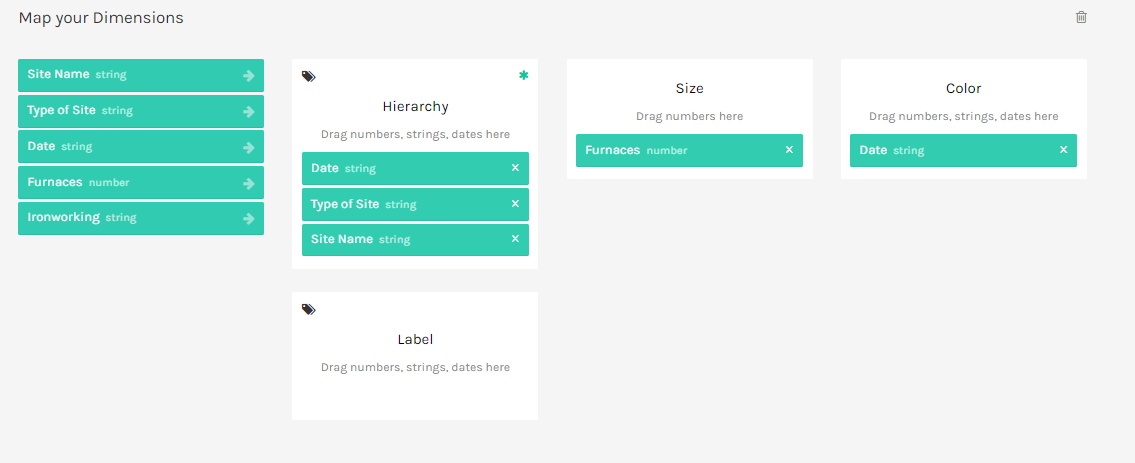 Map your Dimensions
Site Name string
Type of Site string
Date string
Furnaces number
Ironworking string
Hierarchy
Drag numbers, strings, dates here
Date string
Type of Site string
Site Name string
Label
Drag numbers, strings, dates here
Size
Drag numbers here
Furnaces number
Color
Drag numbers, strings, dates here
Date string